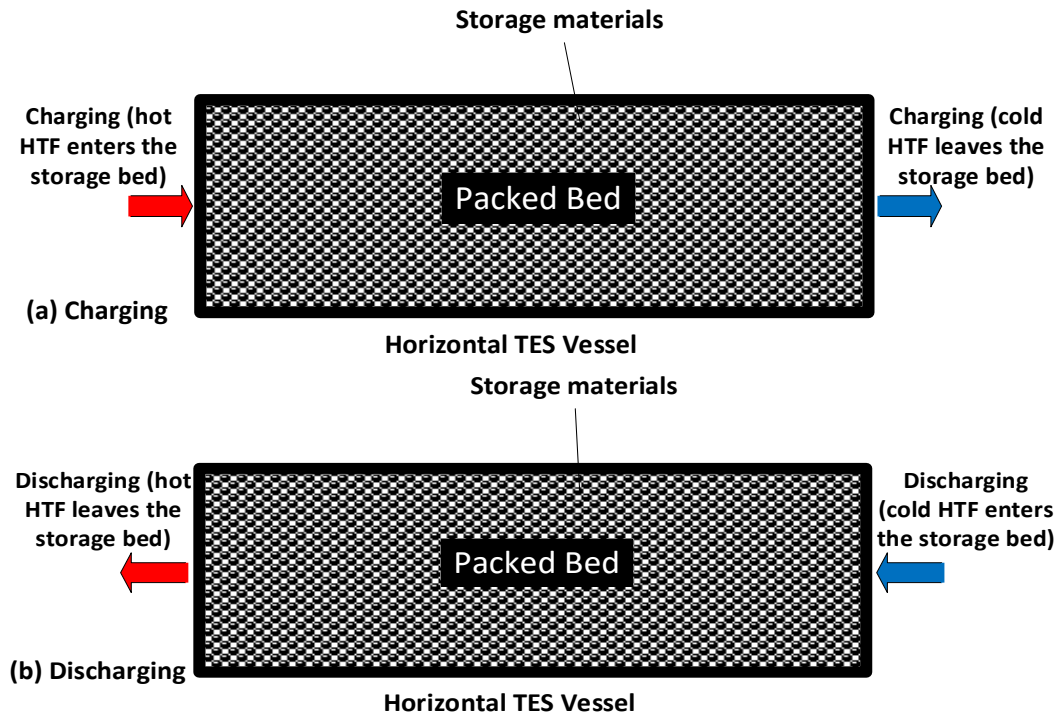 Storage materials
Charging (hot
HTF enters the
storage bed)
Charging (cold
HTF leaves the
storage bed)
Packed Bed
(a) Charging
Horizontal TES Vessel
Storage materials
Discharging (hot
HTF leaves the
storage bed)
Discharging
(cold HTF enters
the storage bed)
Packed Bed
(b) Discharging
Horizontal TES Vessel